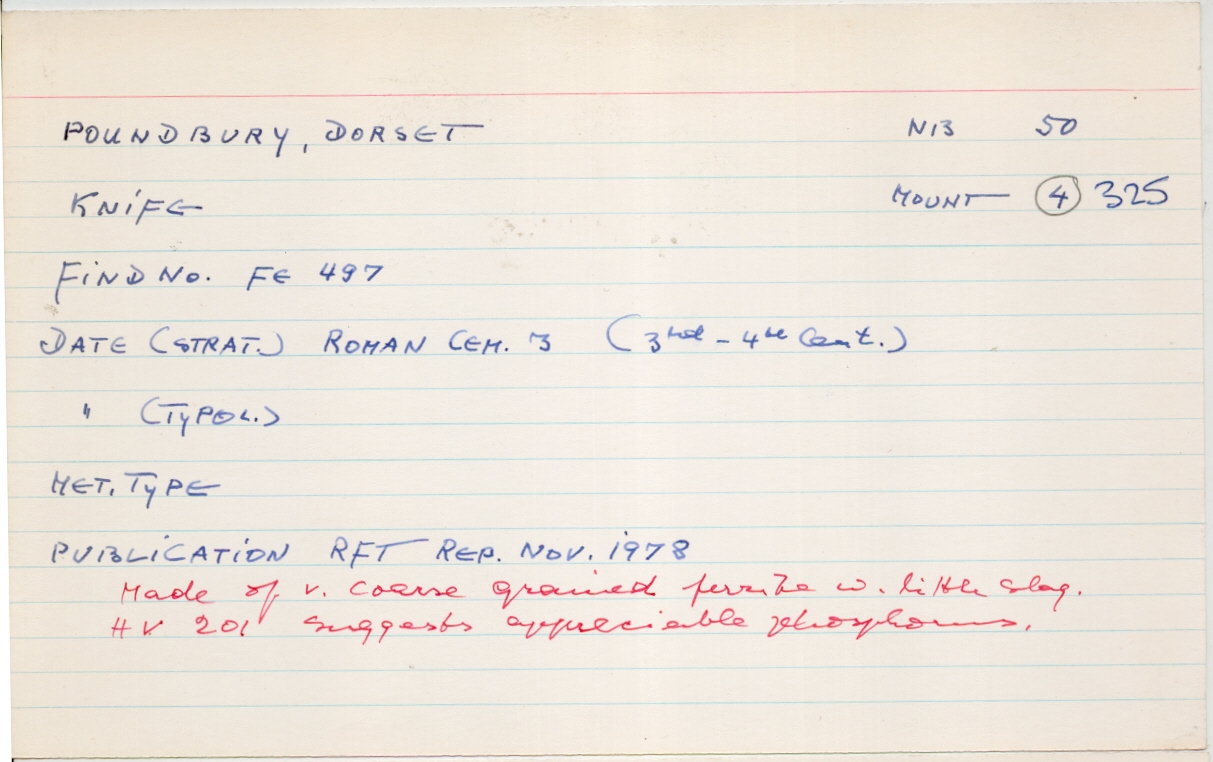 POUNDBURY, DORSET NB 50
KNIFE MOUNT 4 325
FIND NO. FE 497
DATE (STRAT.) ROMAN CEM. 3 (3rd - 4th Cent.)
" (TYPOL.)
MET. TYPE
PUBLICATION RFT REP. NOV. 1978
Made of v. coarse grained ferrite w. little slag.
HV 201 suggests appreciable phosphorus.